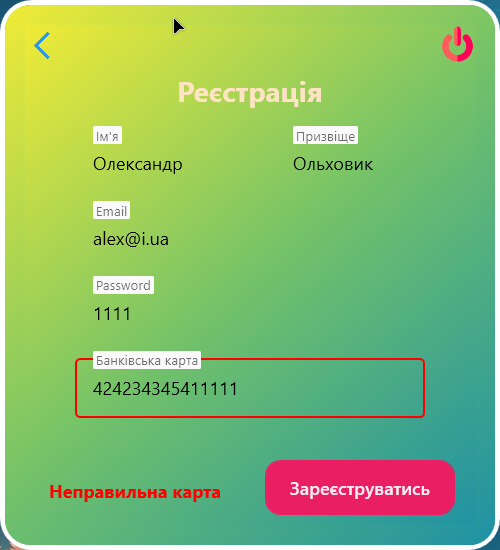 Реєстрація
Ім'я Призвіще
Олександр Ольховик
Email
alex@i.ua
Password
1111
Банківська карта
424234345411111
Неправильна карта Зареєструватись